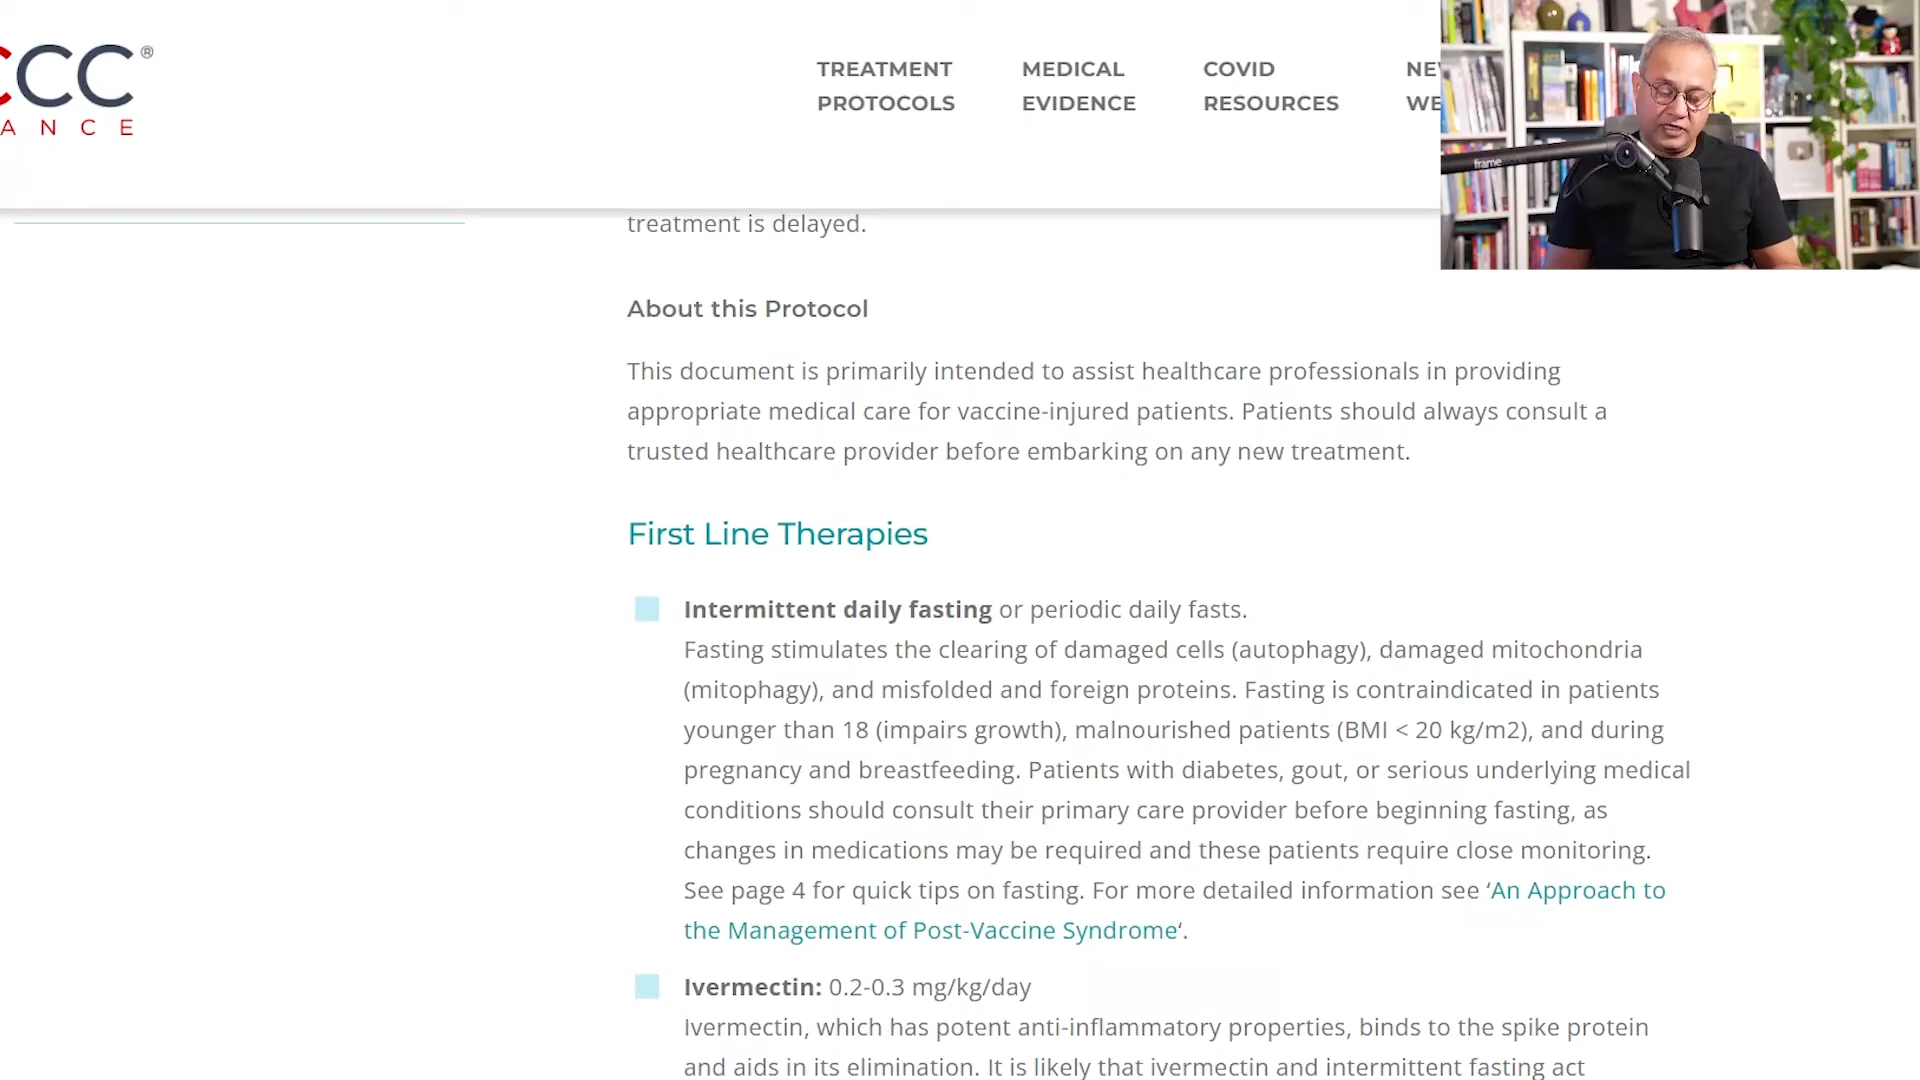 CCC®
ANCE
TREATMENT
PROTOCOLS
MEDICAL
EVIDENCE
COVID
RESOURCES
NE
WE
frame
treatment is delayed.
About this Protocol
This document is primarily intended to assist healthcare professionals in providing
appropriate medical care for vaccine-injured patients. Patients should always consult a
trusted healthcare provider before embarking on any new treatment.
First Line Therapies
Intermittent daily fasting or periodic daily fasts.
Fasting stimulates the clearing of damaged cells (autophagy), damaged mitochondria
(mitophagy), and misfolded and foreign proteins. Fasting is contraindicated in patients
younger than 18 (impairs growth), malnourished patients (BMI < 20 kg/m2), and during
pregnancy and breastfeeding. Patients with diabetes, gout, or serious underlying medical
conditions should consult their primary care provider before beginning fasting, as
changes in medications may be required and these patients require close monitoring.
See page 4 for quick tips on fasting. For more detailed information see ‘An Approach to
the Management of Post-Vaccine Syndrome‘.
Ivermectin: 0.2-0.3 mg/kg/day
Ivermectin, which has potent anti-inflammatory properties, binds to the spike protein
and aids in its elimination. It is likely that ivermectin and intermittent fasting act